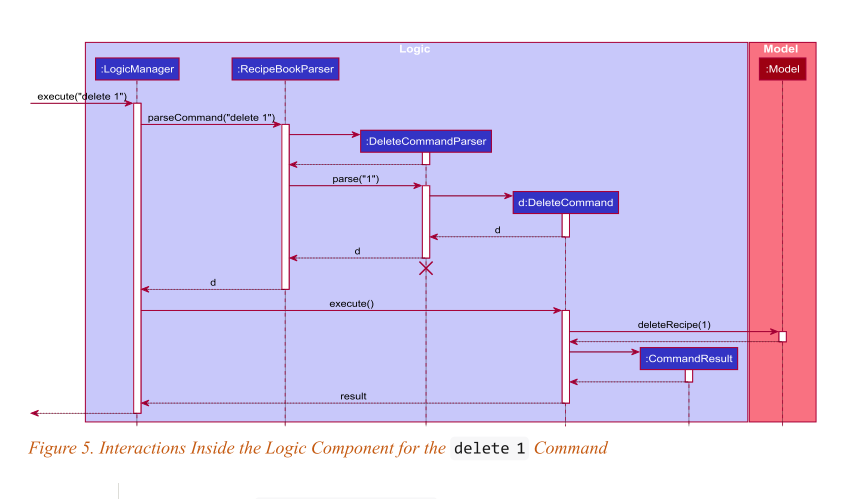 Logic
Model
:LogicManager
:RecipeBookParser
:Model
execute("delete 1")
parseCommand("delete 1")
:DeleteCommandParser
parse("1")
d:DeleteCommand
d
d
d
execute()
deleteRecipe(1)
:CommandResult
result
Figure 5. Interactions Inside the Logic Component for the delete 1 Command